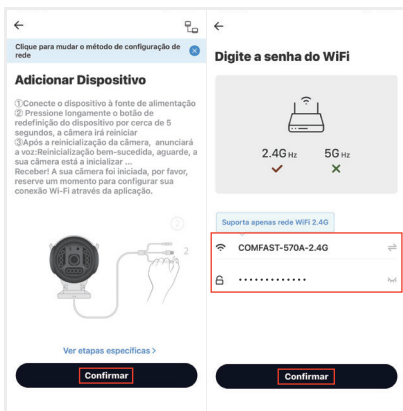 Clique para mudar o método de configuração de
rede
Adicionar Dispositivo
①Conecte o dispositivo à fonte de alimentação
② Pressione longamente o botão de
redefinição do dispositivo por cerca de 5
segundos, a câmera irá reiniciar
③Após a reinicialização da câmera, anunciará
a voz:Reinicialização bem-sucedida, aguarde, a
sua câmera está a inicializar ...
Receber! A sua câmera foi iniciada, por favor,
reserve um momento para configurar sua
conexão Wi-Fi através da aplicação.
②
2
Ver etapas específicas >
Confirmar
Digite a senha do WiFi
2.4G Hz 5G Hz
Suporta apenas rede WiFi 2.4G
COMFAST-570A-2.4G
•••••••••••••
Confirmar